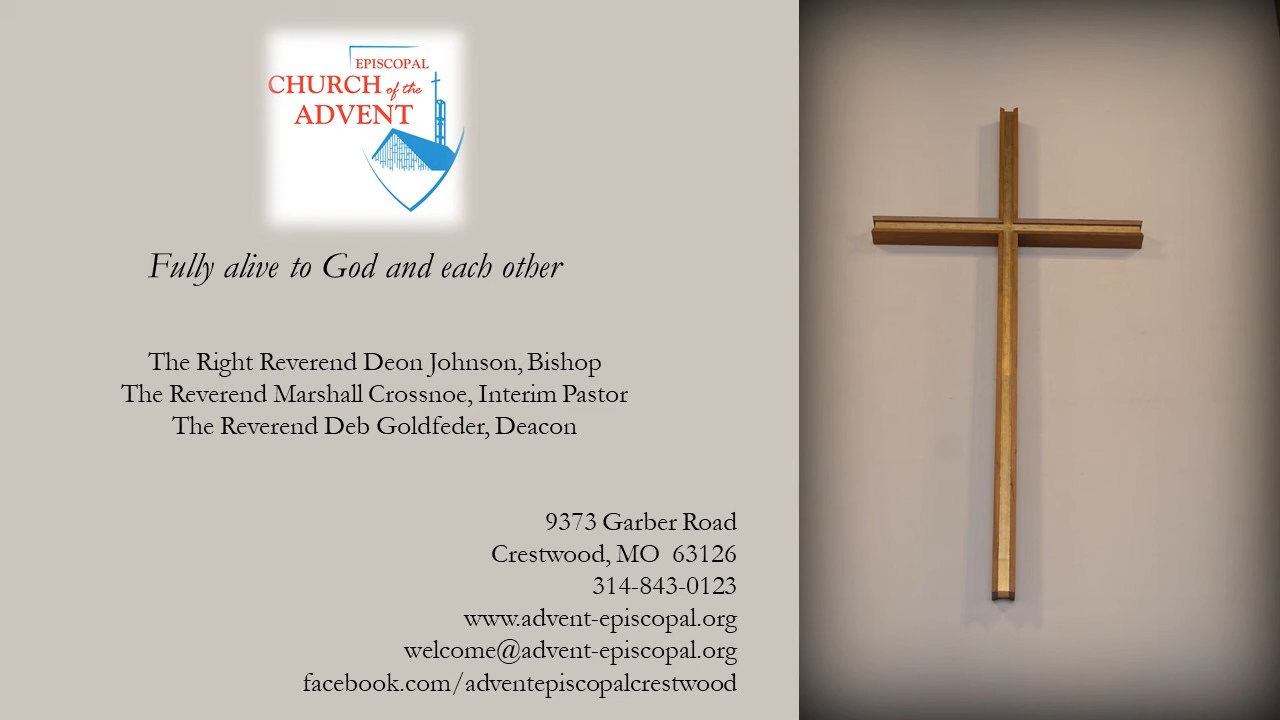 EPISCOPAL
CHURCH of the
ADVENT
Fully alive to God and each other
The Right Reverend Deon Johnson, Bishop
The Reverend Marshall Crossnoe, Interim Pastor
The Reverend Deb Goldfeder, Deacon
9373 Garber Road
Crestwood, MO  63126
314-843-0123
www.advent-episcopal.org
welcome@advent-episcopal.org
facebook.com/adventepiscopalcrestwood